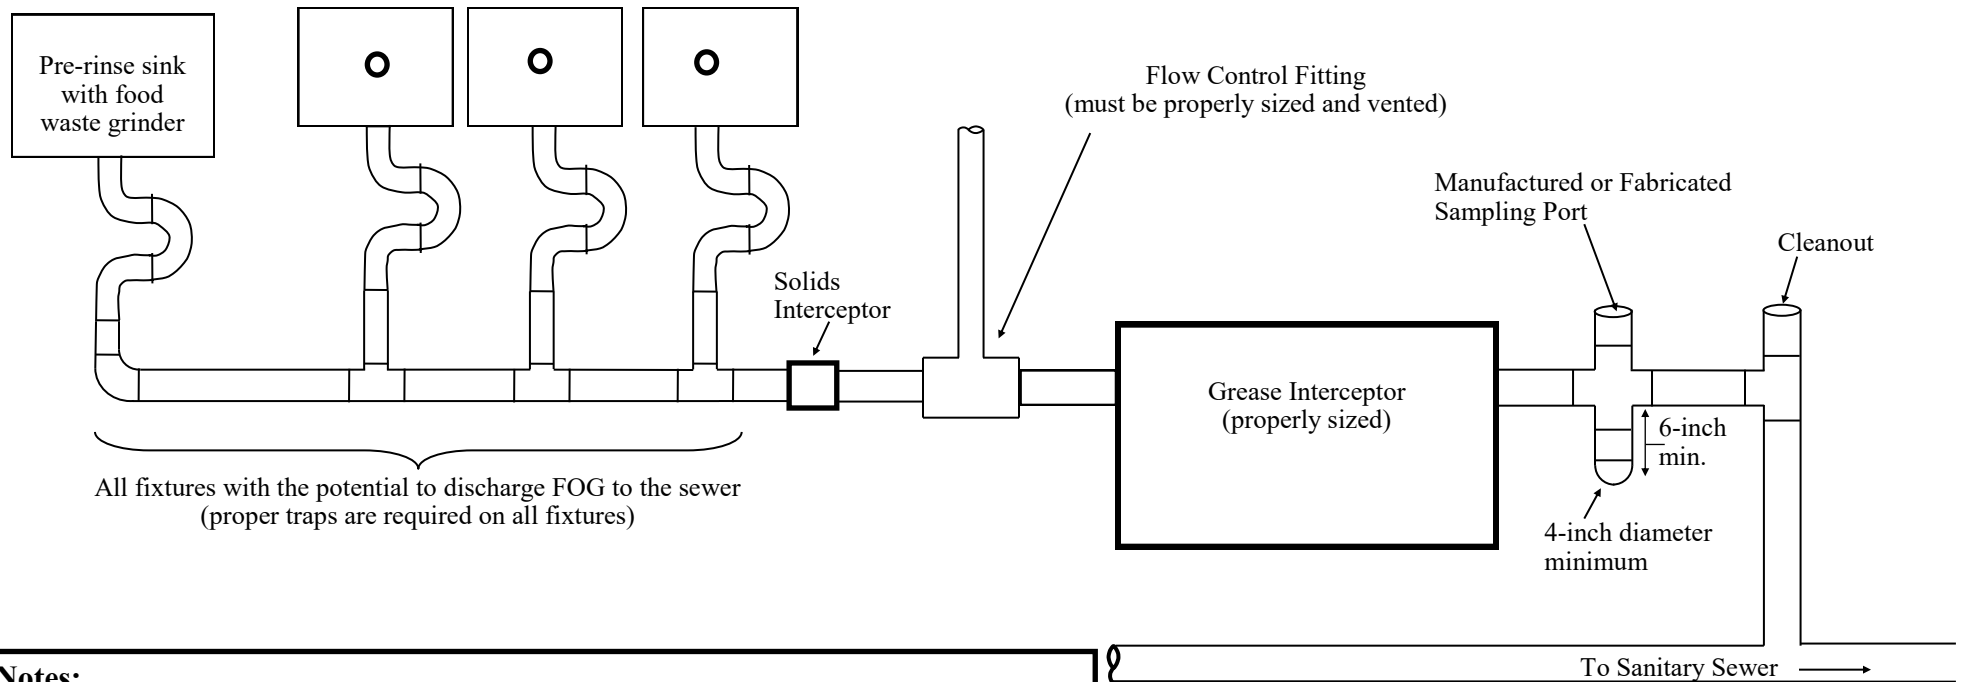 Pre-rinse sink
with food
waste grinder
Flow Control Fitting
(must be properly sized and vented)
Manufactured or Fabricated
Sampling Port
Cleanout
Solids
Interceptor
Grease Interceptor
(properly sized)
6-inch
min.
All fixtures with the potential to discharge FOG to the sewer
(proper traps are required on all fixtures)
4-inch diameter
minimum
Notes:
To Sanitary Sewer